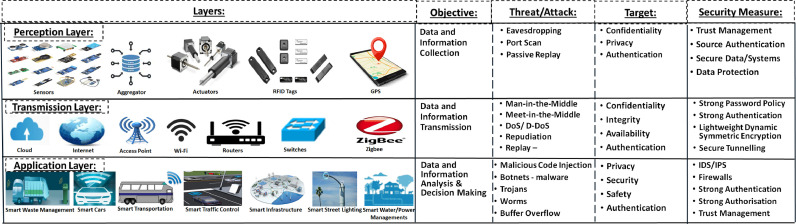 Layers:
Objective:
Threat/Attack:
Target:
Security Measure:
Perception Layer:
Sensors
Aggregator
Actuators
RFID Tags
GPS
Data and
Information
Collection
• Eavesdropping
• Port Scan
• Passive Replay
• Confidentiality
• Privacy
• Authentication
• Trust Management
• Source Authentication
• Secure Data/Systems
• Data Protection
Transmission Layer:
Cloud
Internet
Access Point
Wi-Fi
Routers
Switches
ZigBee
Zigbee
Data and
Information
Transmission
• Man-in-the-Middle
• Meet-in-the-Middle
• DoS/ D-DoS
• Repudiation
• Replay –
• Confidentiality
• Integrity
• Availability
• Authentication
• Strong Password Policy
• Strong Authentication
• Lightweight Dynamic
Symmetric Encryption
• Secure Tunnelling
Application Layer:
Smart Waste Management
Smart Cars
Smart Transportation
Smart Traffic Control
Smart Infrastructure
Smart Street Lighting
Smart Water/Power
Managements
Data and
Information
Analysis &
Decision Making
• Malicious Code Injection
• Botnets - malware
• Trojans
• Worms
• Buffer Overflow
• Privacy
• Security
• Safety
• Authentication
• IDS/IPS
• Firewalls
• Strong Authentication
• Strong Authorisation
• Trust Management